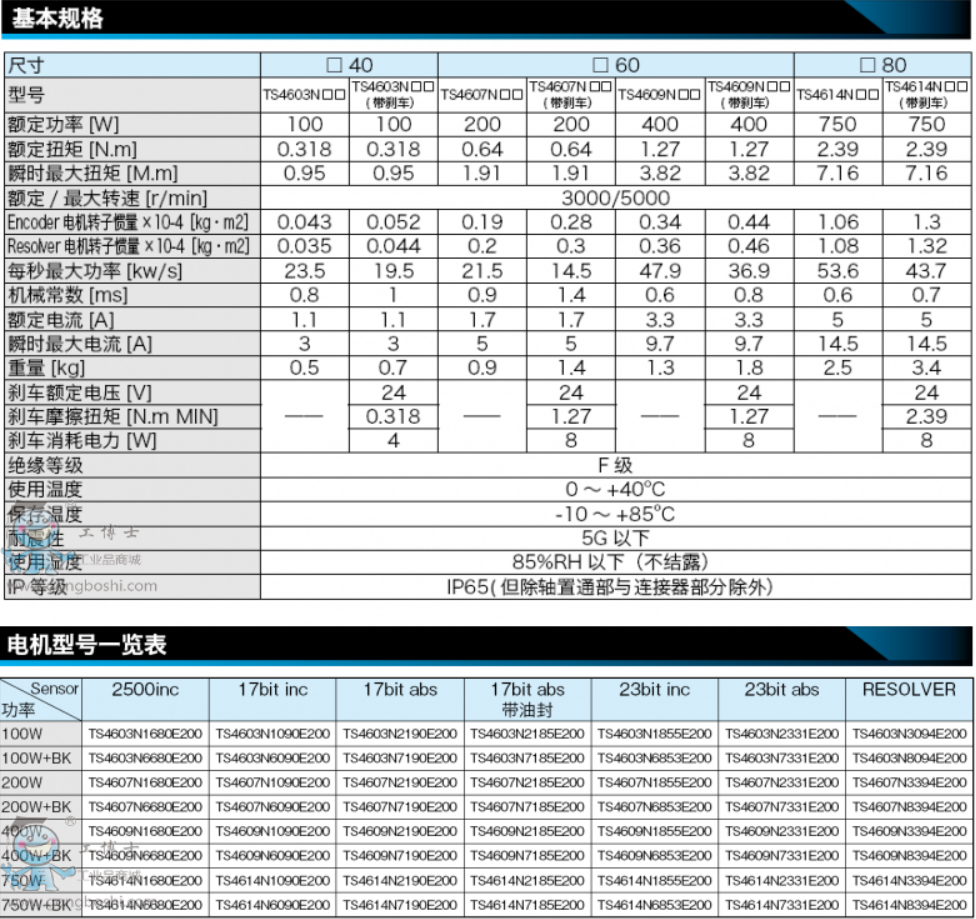 基本规格
尺寸 □ 40 □ 60 □ 80
型号 TS4603N□□ TS4603N□□(带刹车) TS4607N□□ TS4607N□□(带刹车) TS4609N□□ TS4609N□□(带刹车) TS4614N□□ TS4614N□□(带刹车)
额定功率 [W] 100 100 200 200 400 400 750 750
额定扭矩 [N.m] 0.318 0.318 0.64 0.64 1.27 1.27 2.39 2.39
瞬时最大扭矩 [M.m] 0.95 0.95 1.91 1.91 3.82 3.82 7.16 7.16
额定 / 最大转速 [r/min] 3000/5000
Encoder 电机转子惯量×10-4 [kg・m2] 0.043 0.052 0.19 0.28 0.34 0.44 1.06 1.3
Resolver 电机转子惯量×10-4 [kg・m2] 0.035 0.044 0.2 0.3 0.36 0.46 1.08 1.32
每秒最大功率 [kw/s] 23.5 19.5 21.5 14.5 47.9 36.9 53.6 43.7
机械常数 [ms] 0.8 1 0.9 1.4 0.6 0.8 0.6 0.7
额定电流 [A] 1.1 1.1 1.7 1.7 3.3 3.3 5 5
瞬时最大电流 [A] 3 3 5 5 9.7 9.7 14.5 14.5
重量 [kg] 0.5 0.7 0.9 1.4 1.3 1.8 2.5 3.4
刹车额定电压 [V] 24 24 24 24
刹车摩擦扭矩 [N.m MIN] —— 0.318 —— 1.27 —— 1.27 —— 2.39
刹车消耗电力 [W] 4 8 8 8
绝缘等级 F 级
使用温度 0 ～ +40℃
保存温度 -10 ～ +85℃
耐震性 5G 以下
使用湿度 85%RH 以下（不结露）
IP 等级 IP65( 但除轴置通部与连接器部分除外)
工博士
工业品商城
www.gongboshi.com
电机型号一览表
Sensor 功率 2500inc 17bit inc 17bit abs 17bit abs 带油封 23bit inc 23bit abs RESOLVER
100W TS4603N1680E200 TS4603N1090E200 TS4603N2190E200 TS4603N2185E200 TS4603N1855E200 TS4603N2331E200 TS4603N3094E200
100W+BK TS4603N6680E200 TS4603N6090E200 TS4603N7190E200 TS4603N7185E200 TS4603N6853E200 TS4603N7331E200 TS4603N8094E200
200W TS4607N1680E200 TS4607N1090E200 TS4607N2190E200 TS4607N2185E200 TS4607N1855E200 TS4607N2331E200 TS4607N3394E200
200W+BK TS4607N6680E200 TS4607N6090E200 TS4607N7190E200 TS4607N7185E200 TS4607N6853E200 TS4607N7331E200 TS4607N8394E200
400W TS4609N1680E200 TS4609N1090E200 TS4609N2190E200 TS4609N2185E200 TS4609N1855E200 TS4609N2331E200 TS4609N3394E200
400W+BK TS4609N6680E200 TS4609N6090E200 TS4609N7190E200 TS4609N7185E200 TS4609N6853E200 TS4609N7331E200 TS4609N8394E200
750W TS4614N1680E200 TS4614N1090E200 TS4614N2190E200 TS4614N2185E200 TS4614N1855E200 TS4614N2331E200 TS4614N3394E200
750W+BK TS4614N6680E200 TS4614N6090E200 TS4614N7190E200 TS4614N7185E200 TS4614N6853E200 TS4614N7331E200 TS4614N8394E200
®
工博士
工业品商城